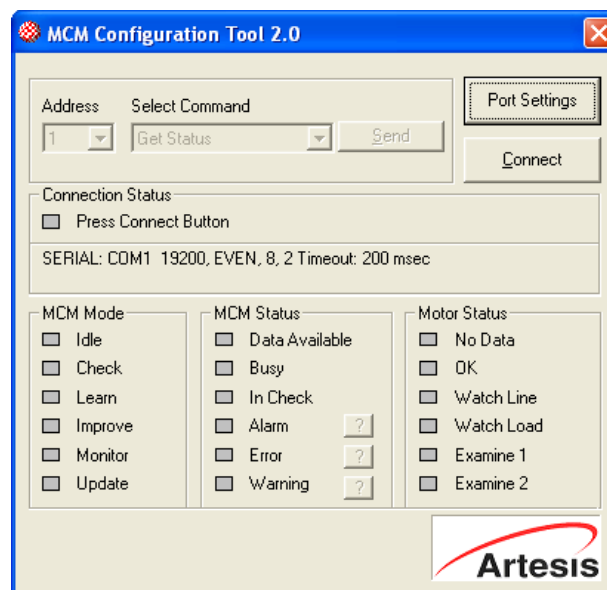 MCM Configuration Tool 2.0
Address
Select Command
Port Settings
1
Get Status
Send
Connect
Connection Status
Press Connect Button
SERIAL: COM1 19200, EVEN, 8, 2 Timeout: 200 msec
MCM Mode
Idle
Check
Learn
Improve
Monitor
Update
MCM Status
Data Available
Busy
In Check
Alarm ?
Error ?
Warning ?
Motor Status
No Data
OK
Watch Line
Watch Load
Examine 1
Examine 2
Artesis